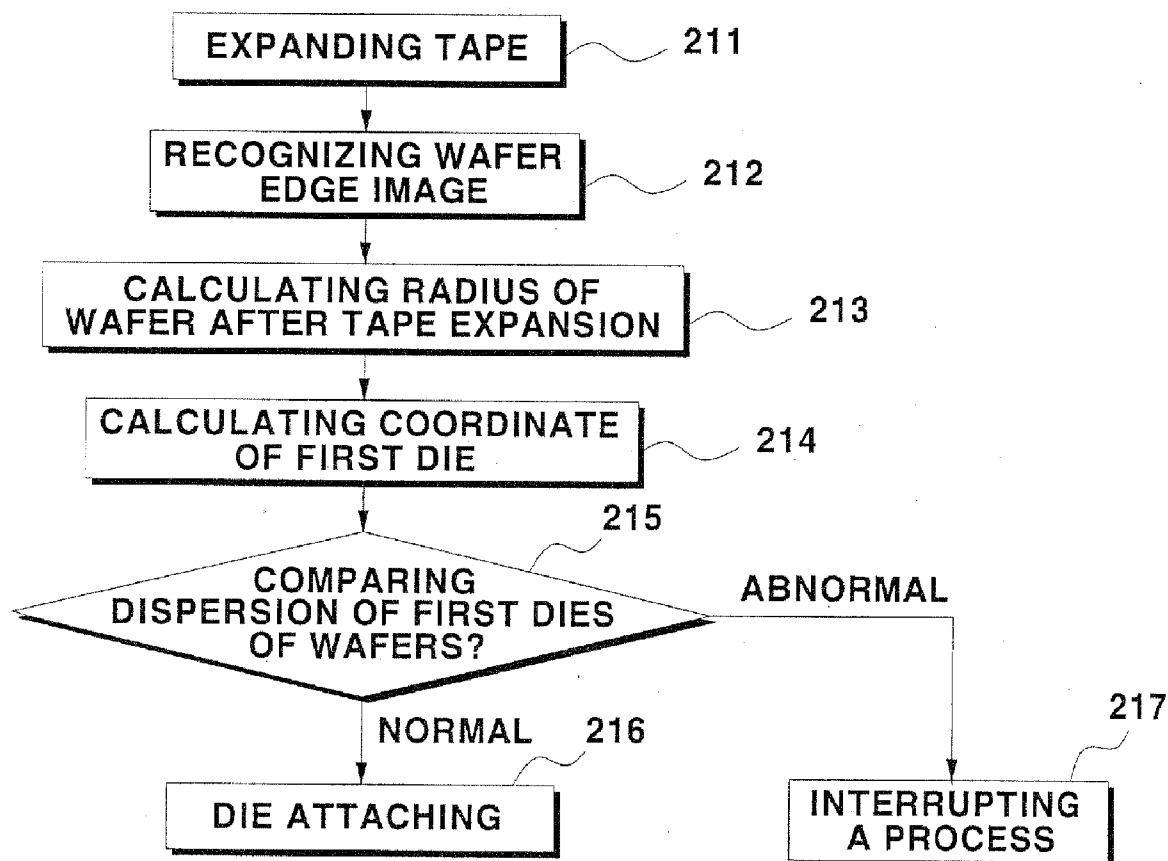 EXPANDING TAPE
211
RECOGNIZING WAFER
EDGE IMAGE
212
CALCULATING RADIUS OF
WAFER AFTER TAPE EXPANSION
213
CALCULATING COORDINATE
OF FIRST DIE
214
215
COMPARING
DISPERSION OF FIRST DIES
OF WAFERS?
ABNORMAL
NORMAL
216
217
DIE ATTACHING
INTERRUPTING
A PROCESS